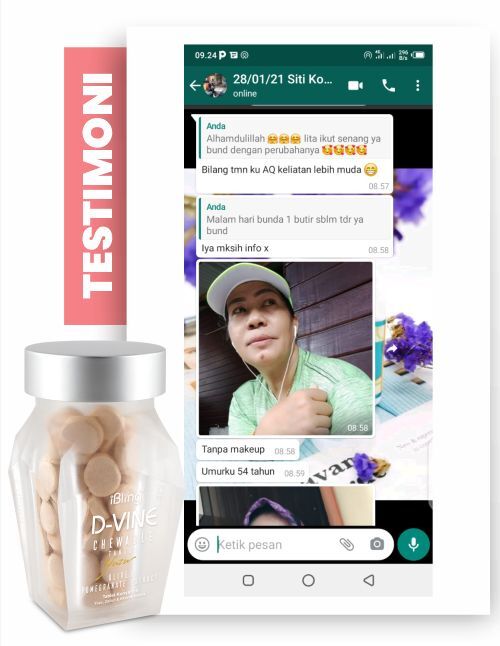 TESTIMONI
09.24
28/01/21 Siti Ko...
online
Anda
Alhamdulillah 🤗🤗🤗 lita ikut senang ya
bund dengan perubahanya 🥰🥰🥰🥰
Bilang tmn ku AQ keliatan lebih muda 😁
08.57
Anda
Malam hari bunda 1 butir sblm tdr ya
bund
Iya mksih info x
08.58
08.58
Tanpa makeup 08.58
Umurku 54 tahun 08.59
Ketik pesan
iBling
D-VINE
CHEWABLE
OLIVE
POMEGRANATE EXTRACT